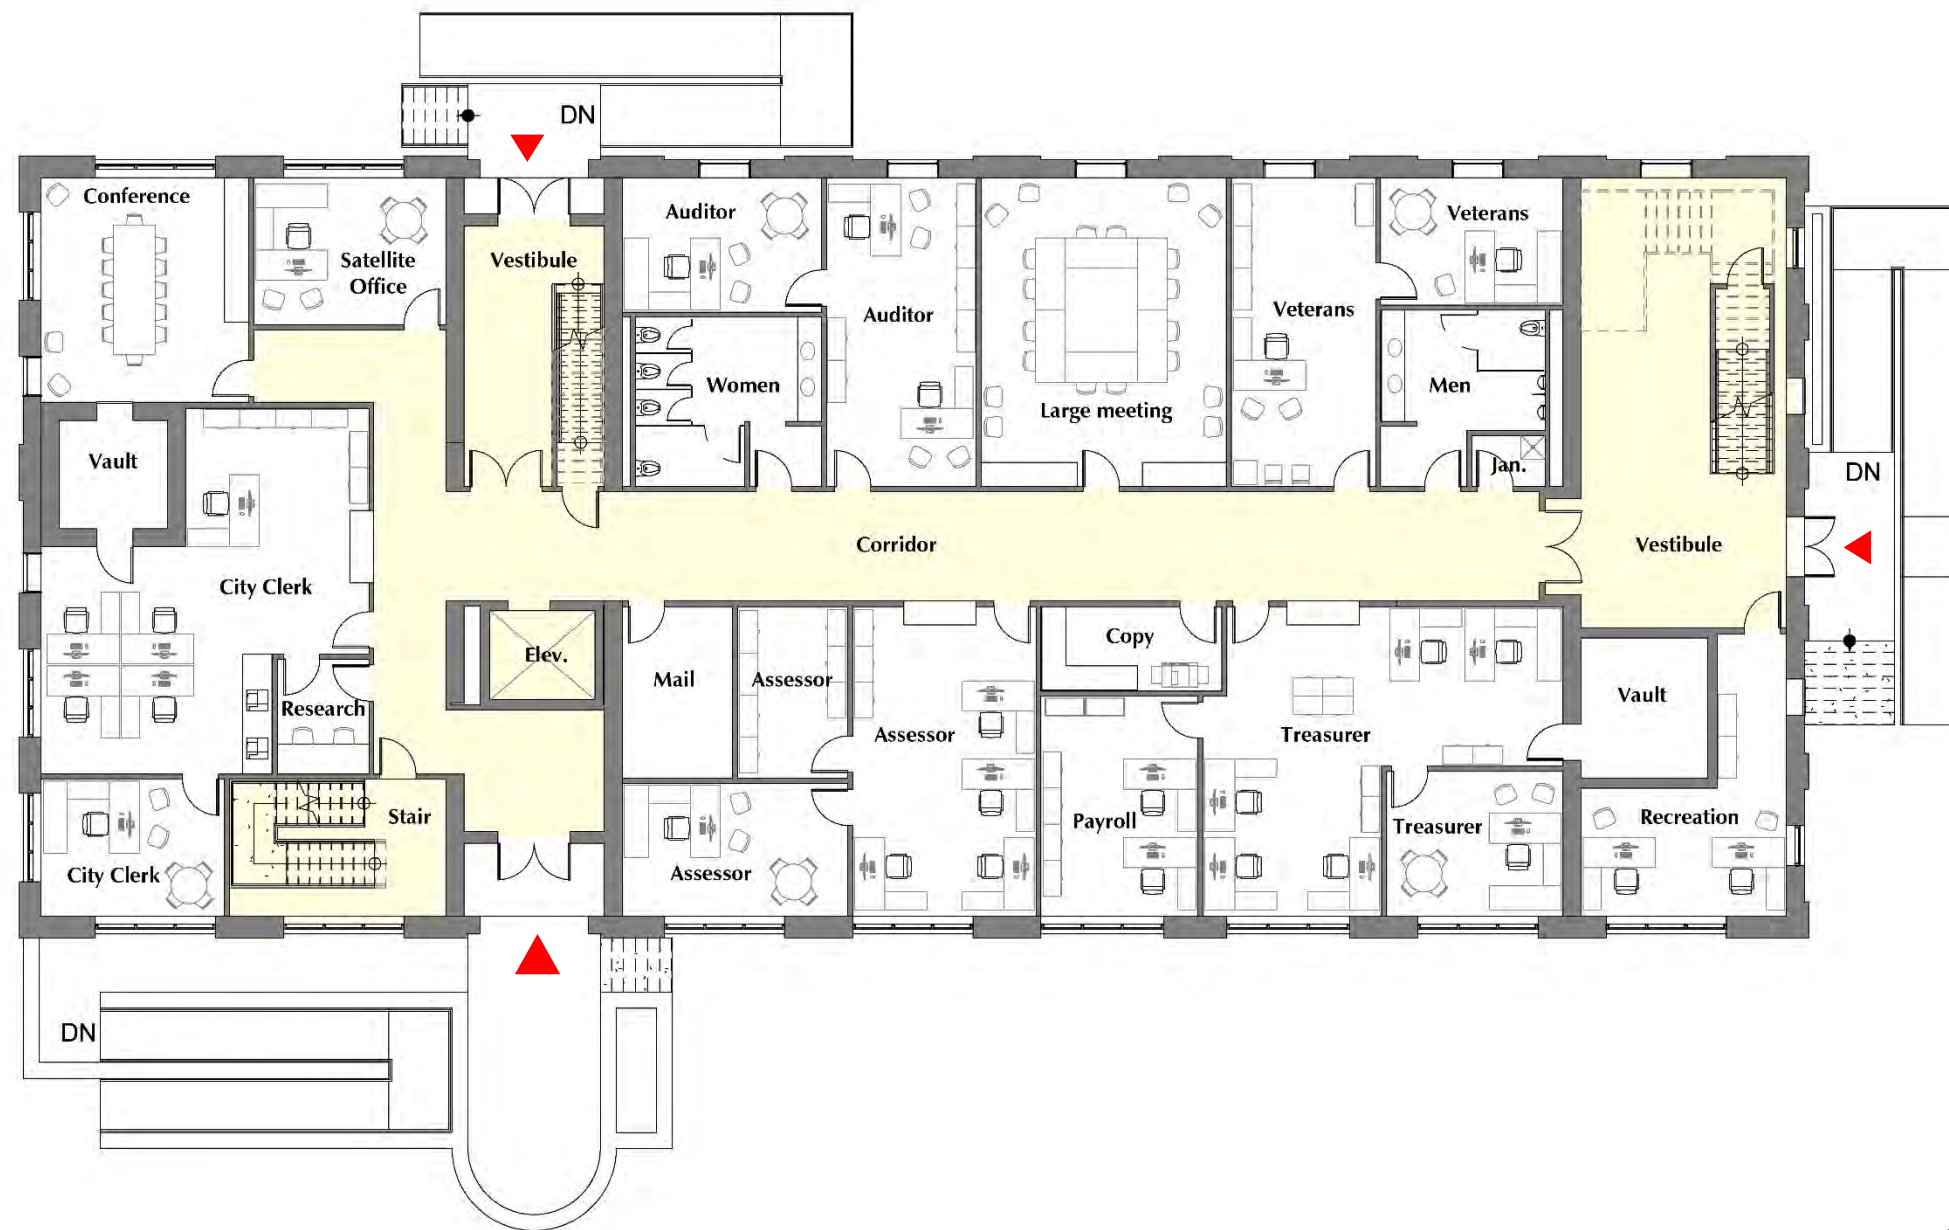 DN
Conference
Satellite
Office
Vestibule
Auditor
Auditor
Large meeting
Veterans
Veterans
Women
Men
Jan.
Vault
DN
City Clerk
Corridor
Vestibule
Research
Elev.
Mail
Assessor
Assessor
Copy
Treasurer
Vault
City Clerk
Stair
Assessor
Payroll
Treasurer
Recreation
DN